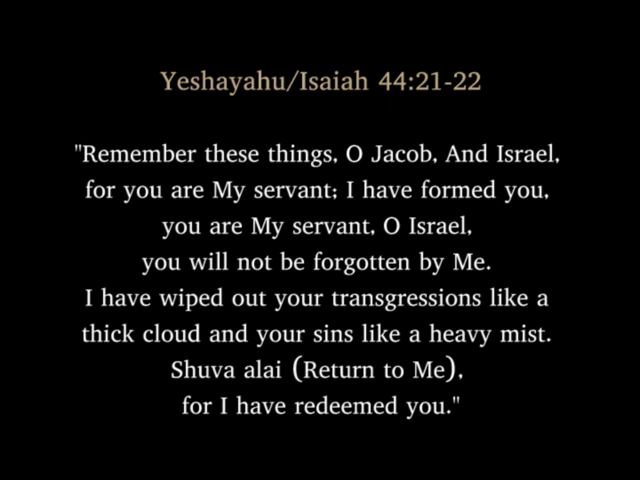 Yeshayahu/Isaiah 44:21-22
"Remember these things, O Jacob, And Israel,
for you are My servant; I have formed you,
you are My servant, O Israel,
you will not be forgotten by Me.
I have wiped out your transgressions like a
thick cloud and your sins like a heavy mist.
Shuva alai (Return to Me),
for I have redeemed you."